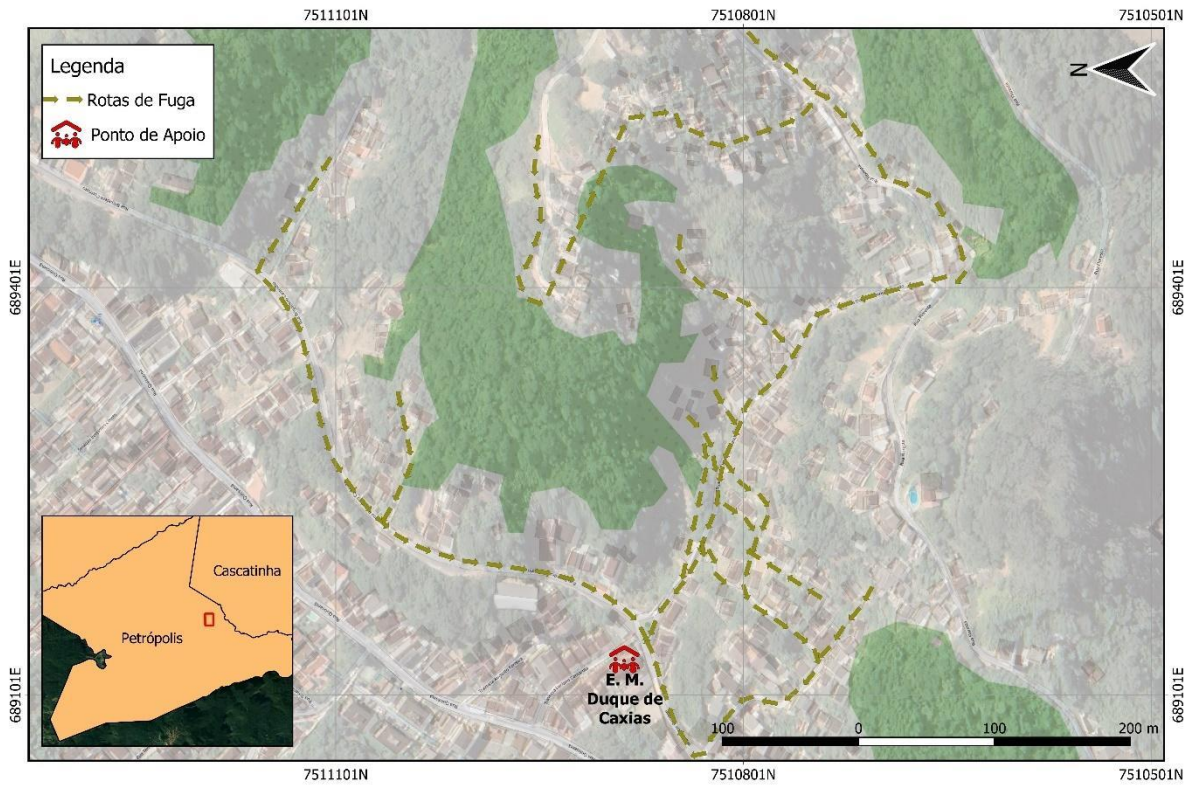 7511101N
7510801N
7510501N
Legenda
Rotas de Fuga
Ponto de Apoio
N
689401E
689401E
Cascatinha
Petrópolis
E. M.
Duque de
Caxias
689101E
689101E
100
0
100
200 m
7511101N
7510801N
7510501N